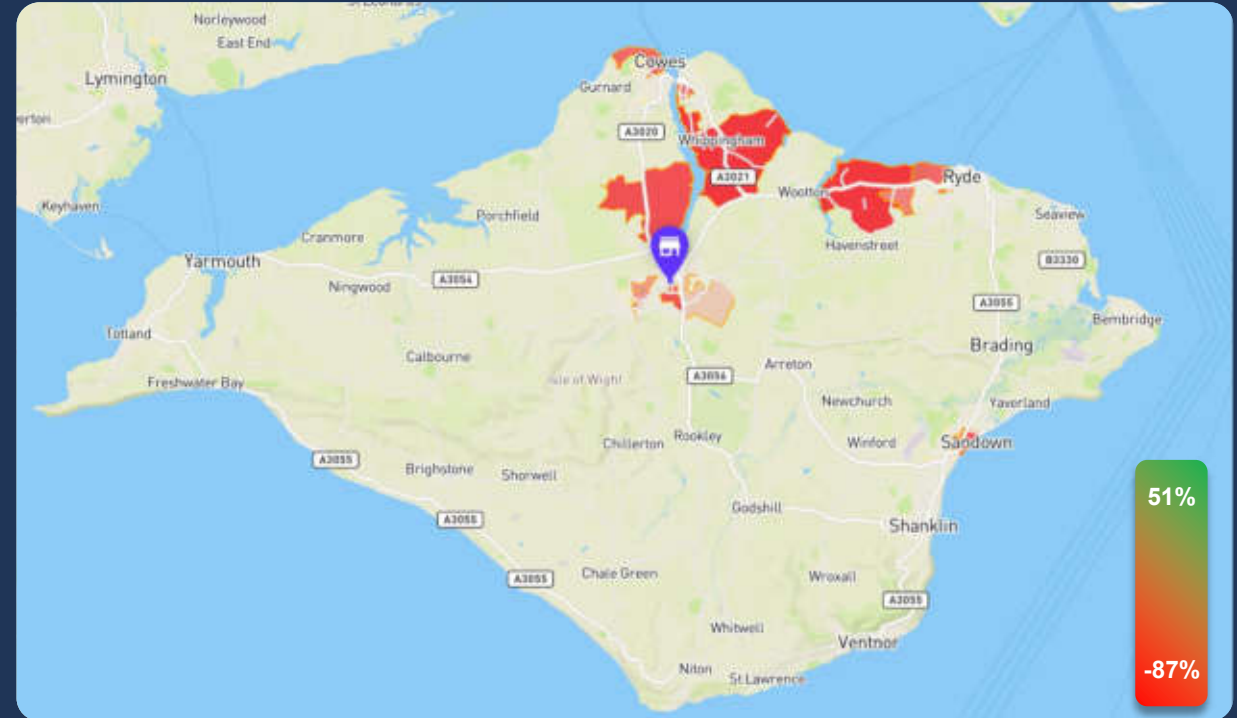 Norleywood
East End
Lymington
Cowes
Gurnard
A3020
Whippingham
A3021
Wootton
Ryde
Keyhaven
Porchfield
Seaview
Cranmore
Havenstreet
Yarmouth
B3330
Ningwood
A3054
A3055
Totland
Bembridge
Brading
Calbourne
Arreton
Freshwater Bay
Isle of Wight
A3056
Newchurch
Yaverland
Chillerton
Rookley
Winford
Sandown
A3055
Brighstone
Shorwell
51%
Godshill
A3055
Shanklin
A3055
Chale Green
Wroxall
A3055
Whitwell
Ventnor
Niton
St Lawrence
-87%